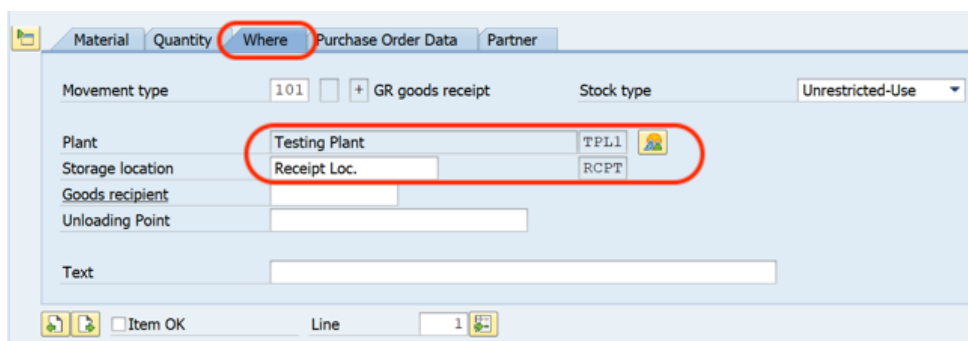 Material Quantity Where Purchase Order Data Partner
Movement type 101 + GR goods receipt Stock type Unrestricted-Use
Plant Testing Plant TPL1
Storage location Receipt Loc. RCPT
Goods recipient
Unloading Point
Text
Item OK Line 1